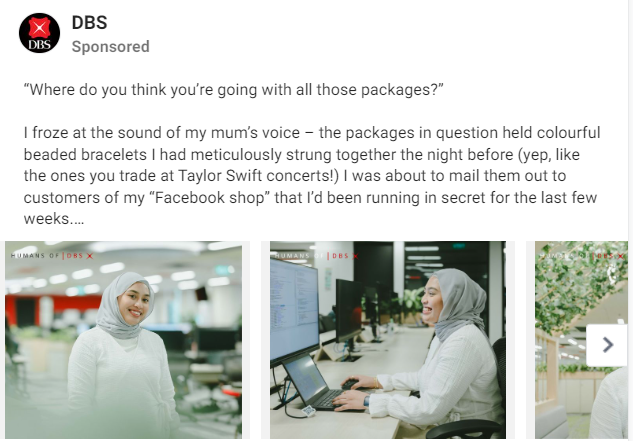 DBS
Sponsored
DBS
“Where do you think you’re going with all those packages?”
I froze at the sound of my mum’s voice – the packages in question held colourful
beaded bracelets I had meticulously strung together the night before (yep, like
the ones you trade at Taylor Swift concerts!) I was about to mail them out to
customers of my “Facebook shop” that I’d been running in secret for the last few
weeks.…
HUMANS OF | DBS
HUMANS OF | DBS
HUMANS OF | DBS